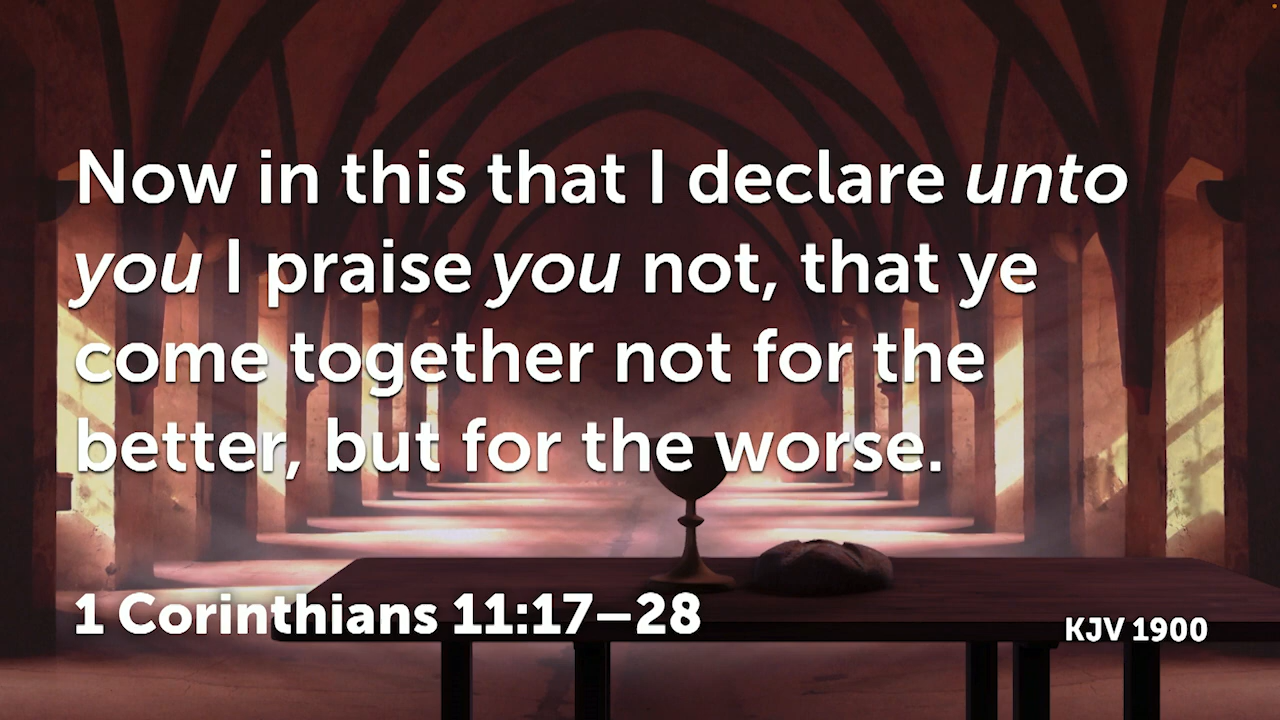 Now in this that I declare unto
you I praise you not, that ye
come together not for the
better, but for the worse.
1 Corinthians 11:17–28
KJV 1900